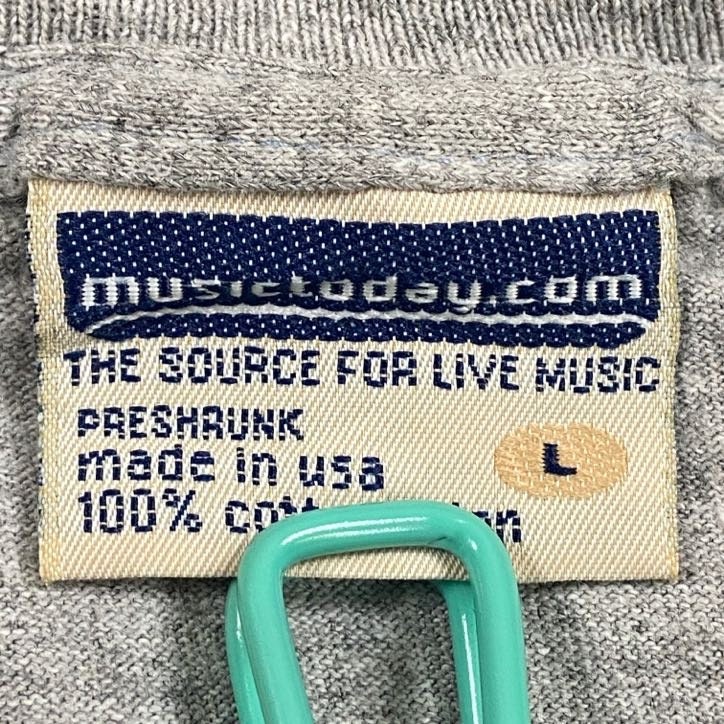 musictoday.com
THE SOURCE FOR LIVE MUSIC
PRESHRUNK
made in usa
L
100%